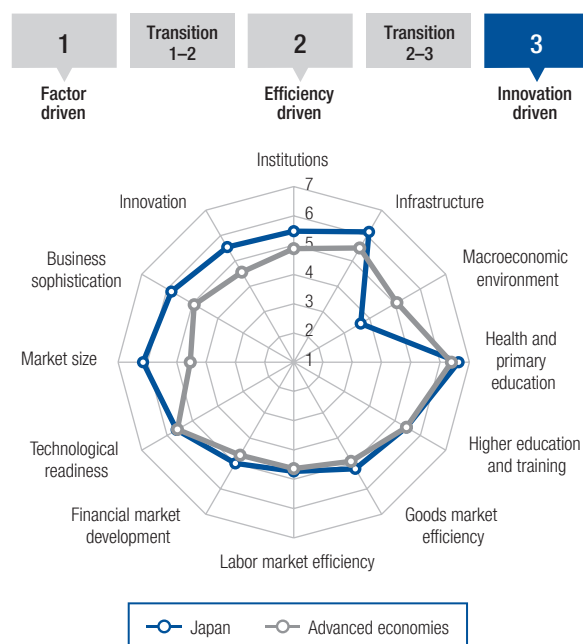 1
Transition
1–2
2
Transition
2–3
3
Factor
driven
Efficiency
driven
Innovation
driven
Institutions
7
6
5
4
3
2
1
Infrastructure
Macroeconomic
environment
Health and
primary
education
Higher education
and training
Goods market
efficiency
Labor market efficiency
Financial market
development
Technological
readiness
Market size
Business
sophistication
Innovation
Japan
Advanced economies